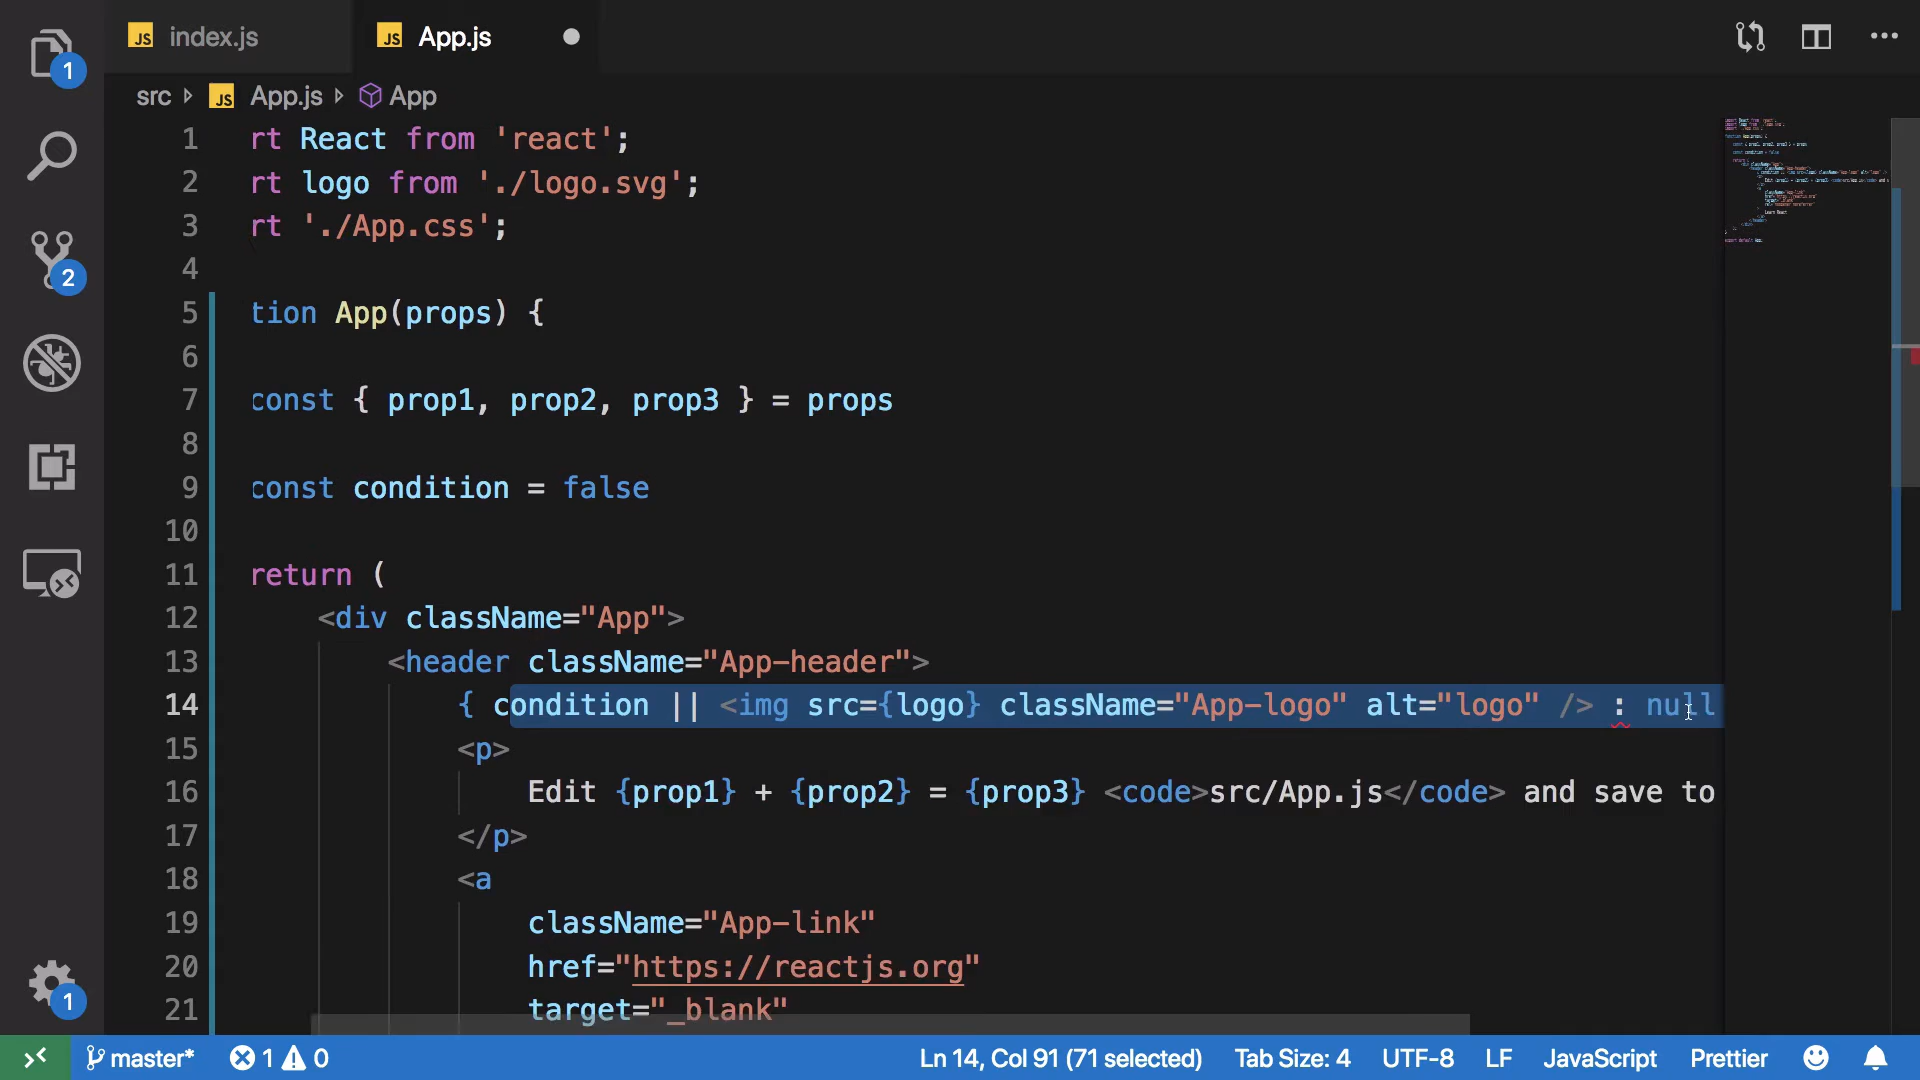 JS index.js
JS App.js
src JS App.js App
1 rt React from 'react';
2 rt logo from './logo.svg';
3 rt './App.css';
4
5 tion App(props) {
6
7 const { prop1, prop2, prop3 } = props
8
9 const condition = false
10
11 return (
12 <div className="App">
13 <header className="App-header">
14 { condition || <img src={logo} className="App-logo" alt="logo" /> : null
15 <p>
16 Edit {prop1} + {prop2} = {prop3} <code>src/App.js</code> and save to
17 </p>
18 <a
19 className="App-link"
20 href="https://reactjs.org"
21 target="_blank"
1
2
1
master* 1 0 Ln 14, Col 91 (71 selected) Tab Size: 4 UTF-8 LF JavaScript Prettier